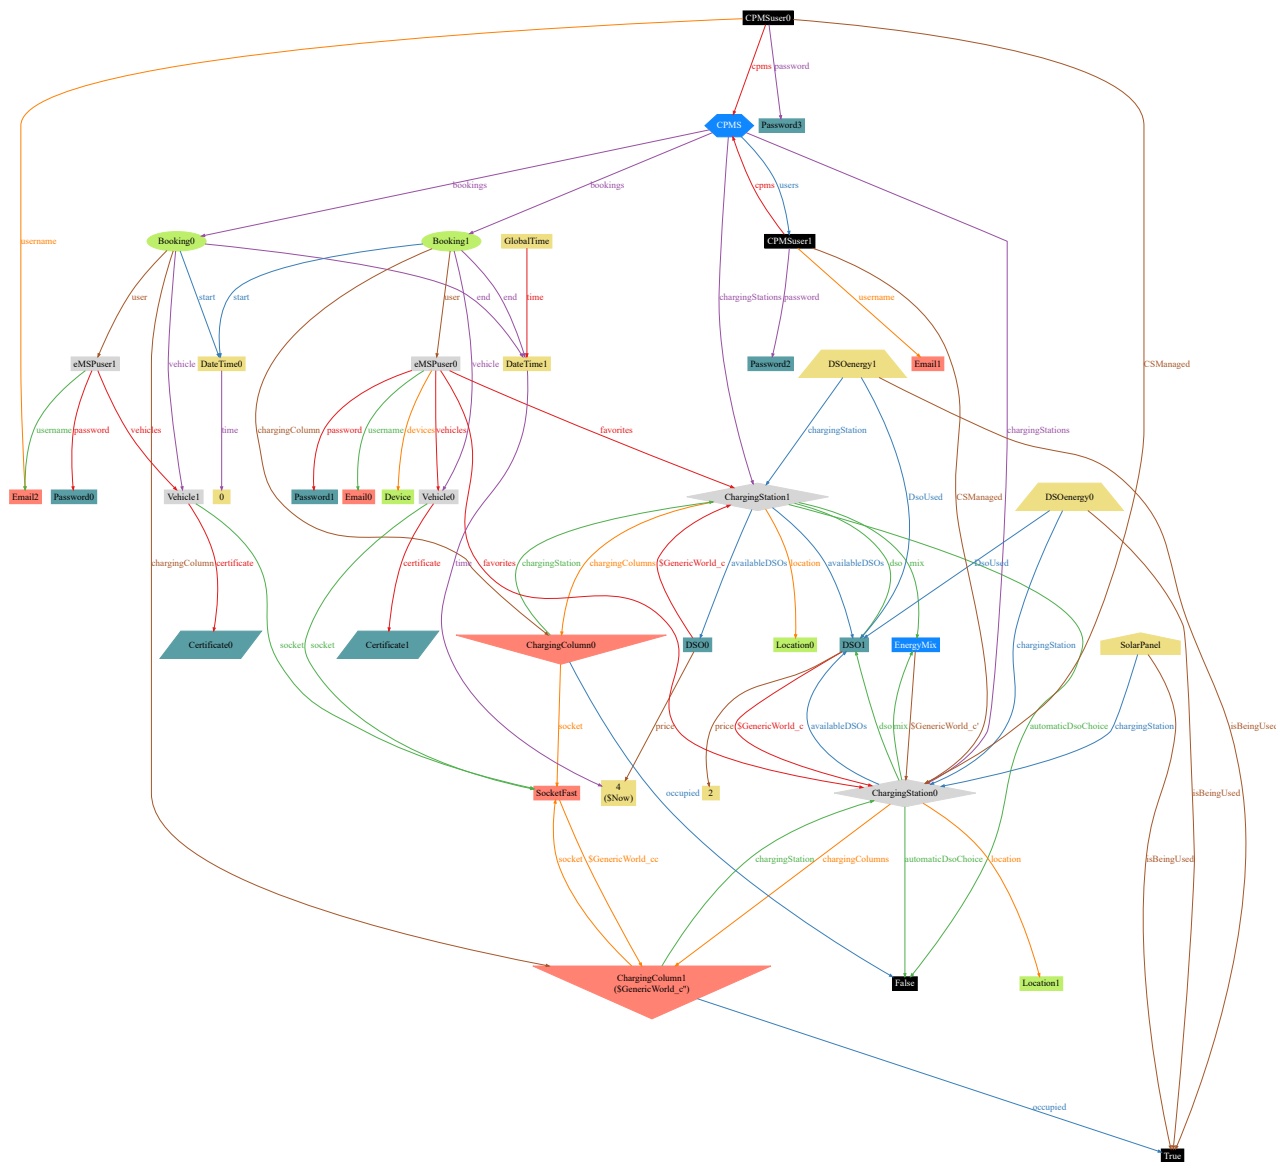 CPMSuser0
cpms
password
CPMS
Password3
bookings
bookings
users
cpms
username
Booking0
Booking1
GlobalTime
CPMSuser1
user
start
start
user
end
end
time
chargingStations
password
username
chargingStations
eMSPuser1
vehicle
DateTime0
eMSPuser0
vehicle
DateTime1
Password2
DSOenergy1
Email1
CSManaged
username
password
vehicles
time
chargingColumn
password
username
devices
vehicles
favorites
chargingStation
Email2
Password0
Vehicle1
0
Password1
Email0
Device
Vehicle0
ChargingStation1
DsoUsed
CSManaged
DSOenergy0
chargingColumn
certificate
certificate
favorites
time
chargingStation
chargingColumns
$GenericWorld_c
availableDSOs
location
availableDSOs
dso
mix
DsoUsed
Certificate0
socket
socket
Certificate1
ChargingColumn0
DSO0
Location0
DSO1
EnergyMix
chargingStation
SolarPanel
socket
price
price
$GenericWorld_c
availableDSOs
dso
mix
$GenericWorld_c'
automaticDsoChoice
chargingStation
isBeingUsed
isBeingUsed
SocketFast
4
($Now)
occupied
2
ChargingStation0
socket
$GenericWorld_cc
chargingStation
chargingColumns
automaticDsoChoice
location
isBeingUsed
ChargingColumn1
($GenericWorld_c")
False
Location1
occupied
True